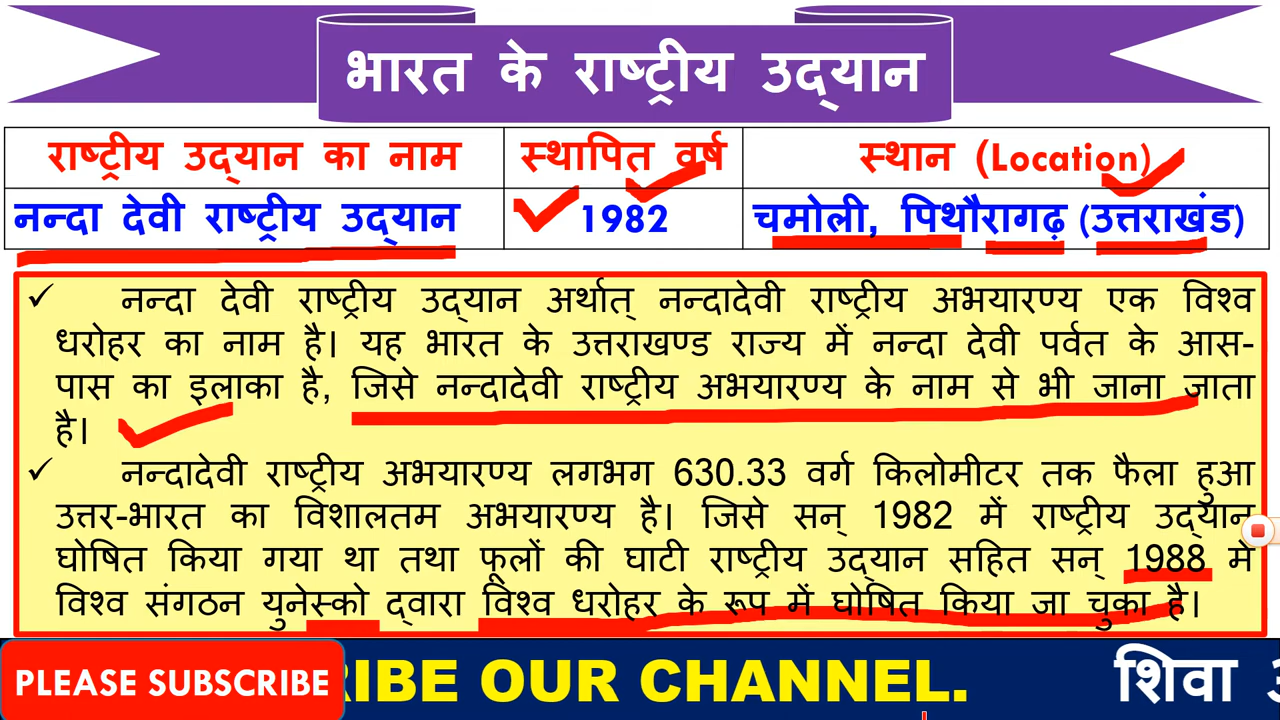 भारत के राष्ट्रीय उद्यान
राष्ट्रीय उद्यान का नाम स्थापित वर्ष स्थान (Location)
नन्दा देवी राष्ट्रीय उद्यान 1982 चमोली, पिथौरागढ़ (उत्तराखंड)
✓ नन्दा देवी राष्ट्रीय उद्यान अर्थात् नन्दादेवी राष्ट्रीय अभयारण्य एक विश्व
धरोहर का नाम है। यह भारत के उत्तराखण्ड राज्य में नन्दा देवी पर्वत के आस-
पास का इलाका है, जिसे नन्दादेवी राष्ट्रीय अभयारण्य के नाम से भी जाना जाता
है।
✓ नन्दादेवी राष्ट्रीय अभयारण्य लगभग 630.33 वर्ग किलोमीटर तक फैला हुआ
उत्तर-भारत का विशालतम अभयारण्य है। जिसे सन् 1982 में राष्ट्रीय उद्यान
घोषित किया गया था तथा फूलों की घाटी राष्ट्रीय उद्यान सहित सन् 1988 में
विश्व संगठन युनेस्को द्वारा विश्व धरोहर के रूप में घोषित किया जा चुका है।
PLEASE SUBSCRIBE RIBE OUR CHANNEL. शिवा